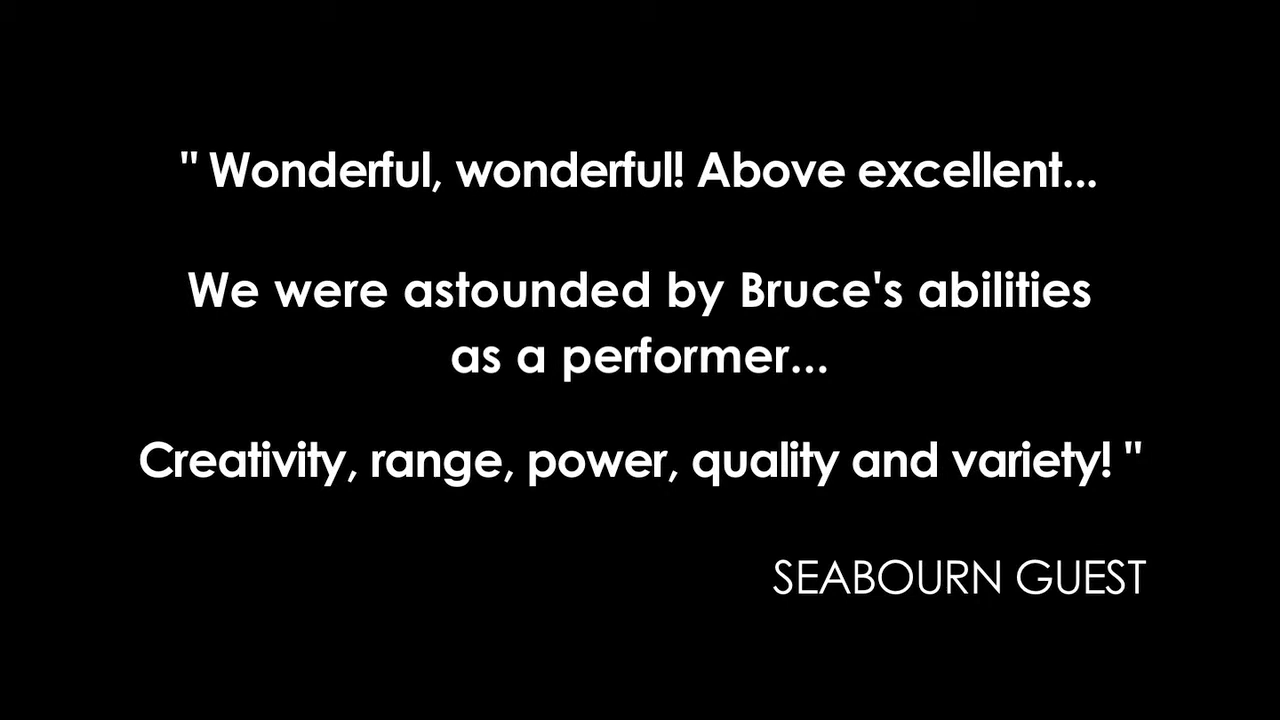 " Wonderful, wonderful! Above excellent...
We were astounded by Bruce's abilities
as a performer...
Creativity, range, power, quality and variety! "
SEABOURN GUEST